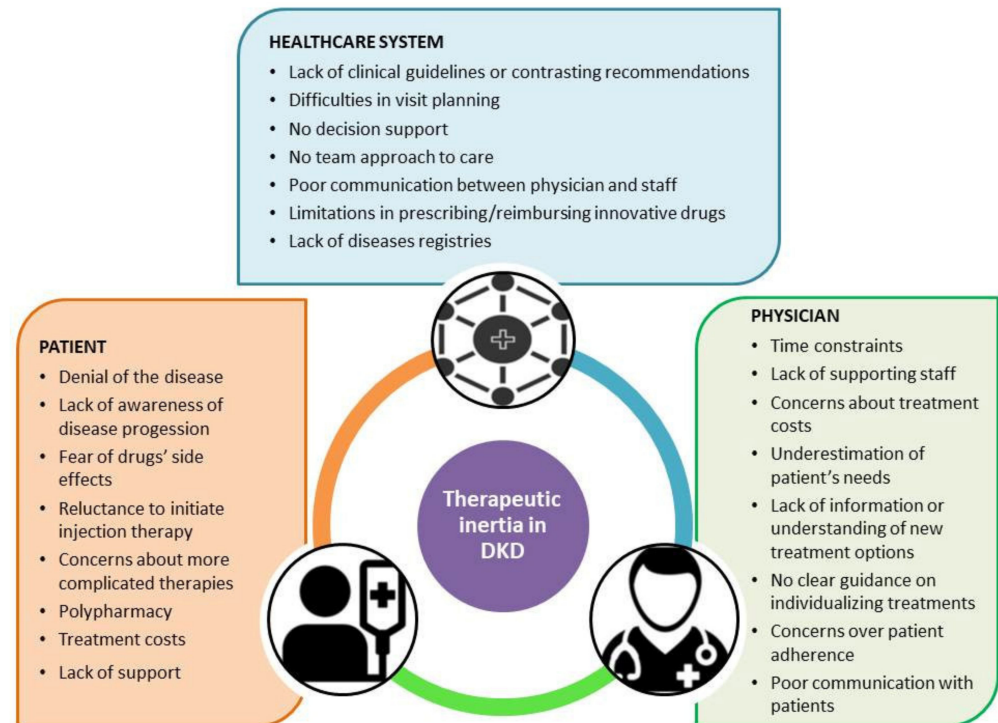 HEALTHCARE SYSTEM
• Lack of clinical guidelines or contrasting recommendations
• Difficulties in visit planning
• No decision support
• No team approach to care
• Poor communication between physician and staff
• Limitations in prescribing/reimbursing innovative drugs
• Lack of diseases registries
PATIENT
• Denial of the disease
• Lack of awareness of
disease progession
• Fear of drugs' side
effects
• Reluctance to initiate
injection therapy
• Concerns about more
complicated therapies
• Polypharmacy
• Treatment costs
• Lack of support
Therapeutic
inertia in
DKD
PHYSICIAN
• Time constraints
• Lack of supporting staff
• Concerns about treatment
costs
• Underestimation of
patient's needs
• Lack of information or
understanding of new
treatment options
• No clear guidance on
individualizing treatments
• Concerns over patient
adherence
• Poor communication with
patients